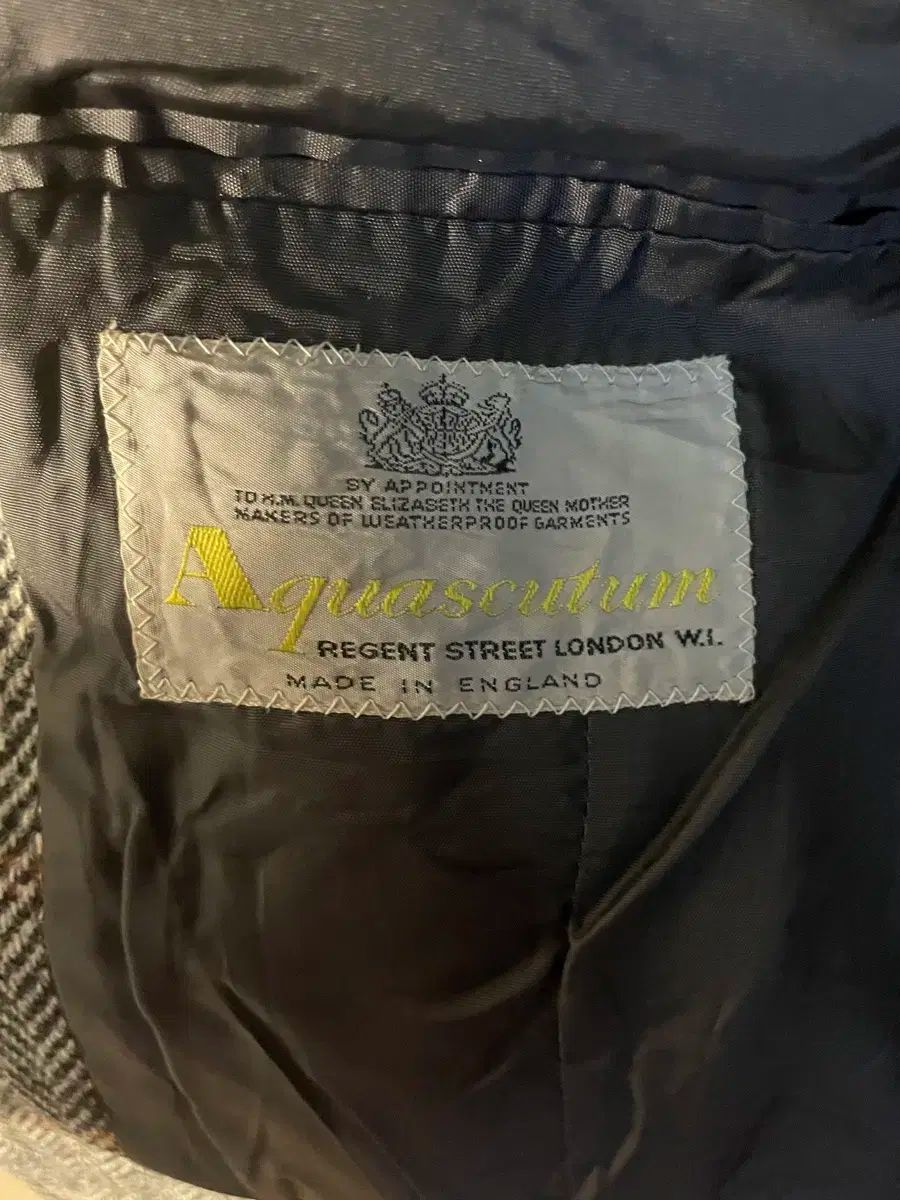 BY APPOINTMENT
TO H.M. QUEEN ELIZABETH THE QUEEN MOTHER
MAKERS OF WEATHERPROOF GARMENTS
Aquascutum
REGENT STREET LONDON W.1.
MADE IN ENGLAND